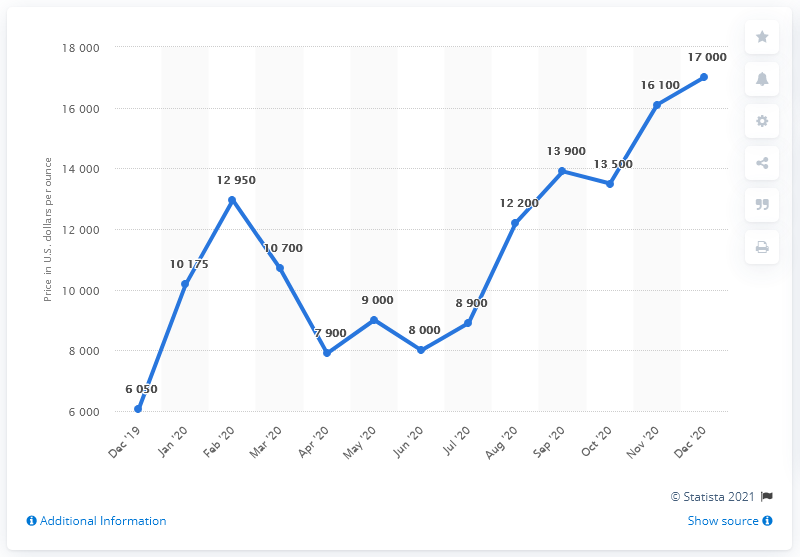 18 000
16 000
14 000
12 000
10 000
8 000
6 000
Price in U.S. dollars per ounce
6 050
10 175
12 950
10 700
7 900
9 000
8 000
8 900
12 200
13 900
13 500
16 100
17 000
Dec '19
Jan '20
Feb '20
Mar '20
Apr '20
May '20
Jun '20
Jul '20
Aug '20
Sep '20
Oct '20
Nov '20
Dec '20
© Statista 2021
Additional Information
Show source